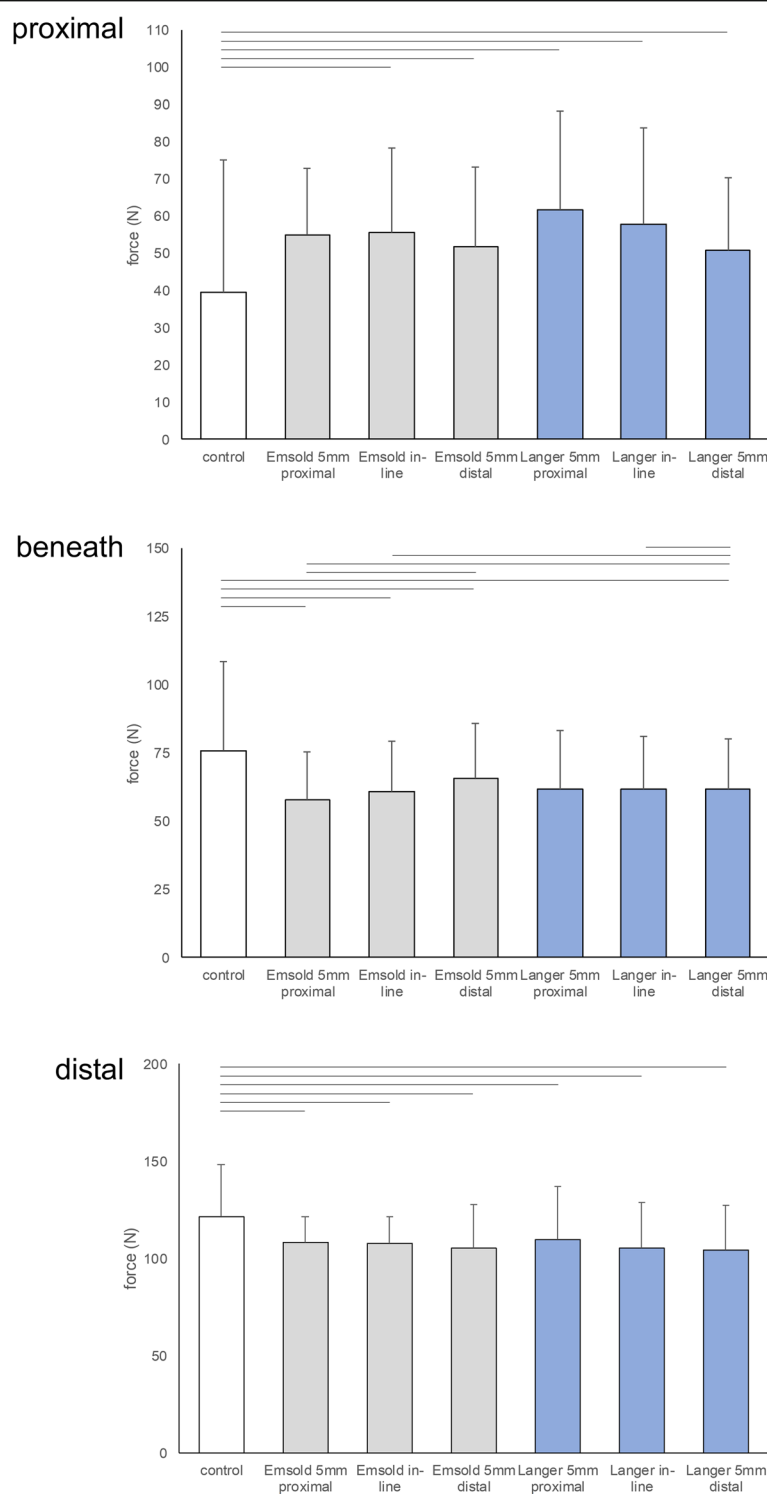 proximal
110
100
90
80
70
60
50
40
30
20
10
0
force (N)
control
Emsold 5mm
proximal
Emsold in-
line
Emsold 5mm
distal
Langer 5mm
proximal
Langer in-
line
Langer 5mm
distal
beneath
150
125
100
75
50
25
0
force (N)
control
Emsold 5mm
proximal
Emsold in-
line
Emsold 5mm
distal
Langer 5mm
proximal
Langer in-
line
Langer 5mm
distal
distal
200
150
100
50
0
force (N)
control
Emsold 5mm
proximal
Emsold in-
line
Emsold 5mm
distal
Langer 5mm
proximal
Langer in-
line
Langer 5mm
distal